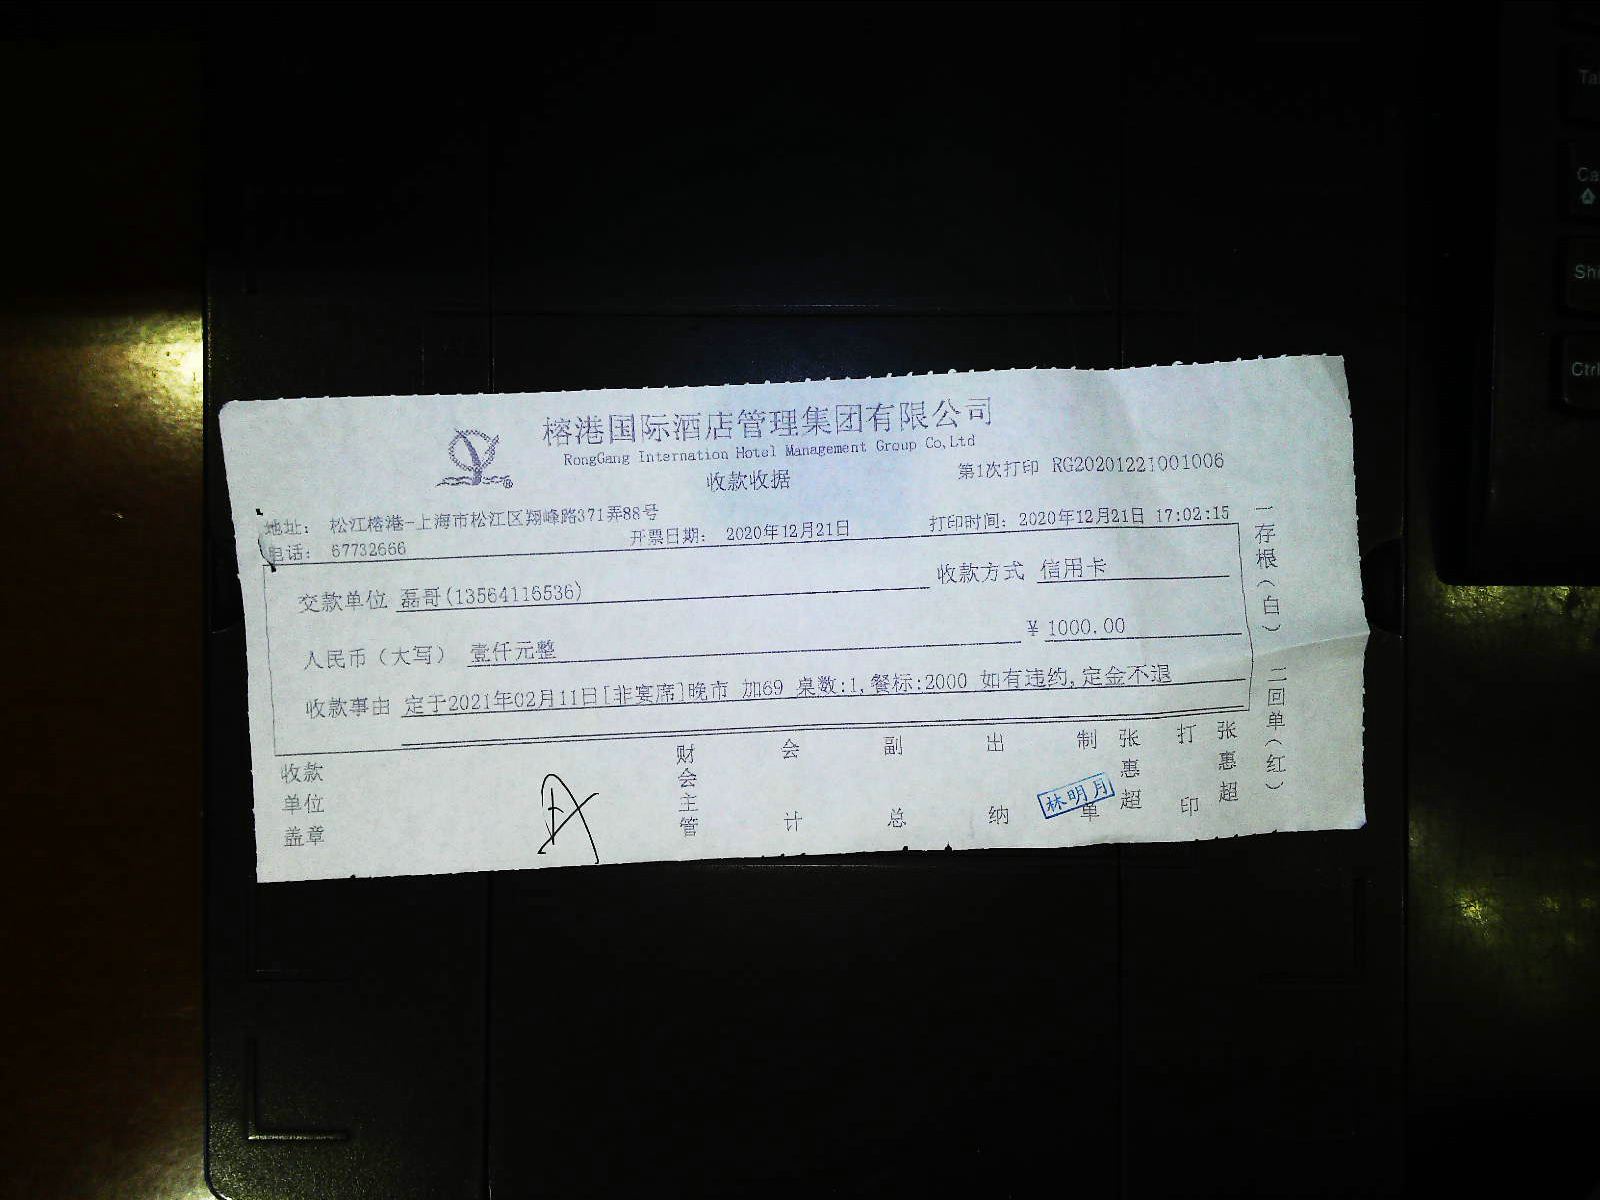 榕港国际酒店管理集团有限公司
RongGang Internation Hotel Management Group Co,Ltd
收款收据
第1次打印 RG20201221001006
地址： 松江榕港-上海市松江区翔峰路371弄88号
电话： 67732666
开票日期： 2020年12月21日
打印时间：2020年12月21日 17:02:15
交款单位 磊哥(13564116536)
收款方式 信用卡
人民币（大写） 壹仟元整
￥ 1000.00
收款事由 定于2021年02月11日[非宴席]晚市 加69 桌数:1,餐标:2000 如有违约,定金不退
收款单位盖章
财会主管
会计
副总
出纳
制单
张惠超
打印
张惠超
林明月
一存根（白） 二回单（红）
Ca
Ctrl